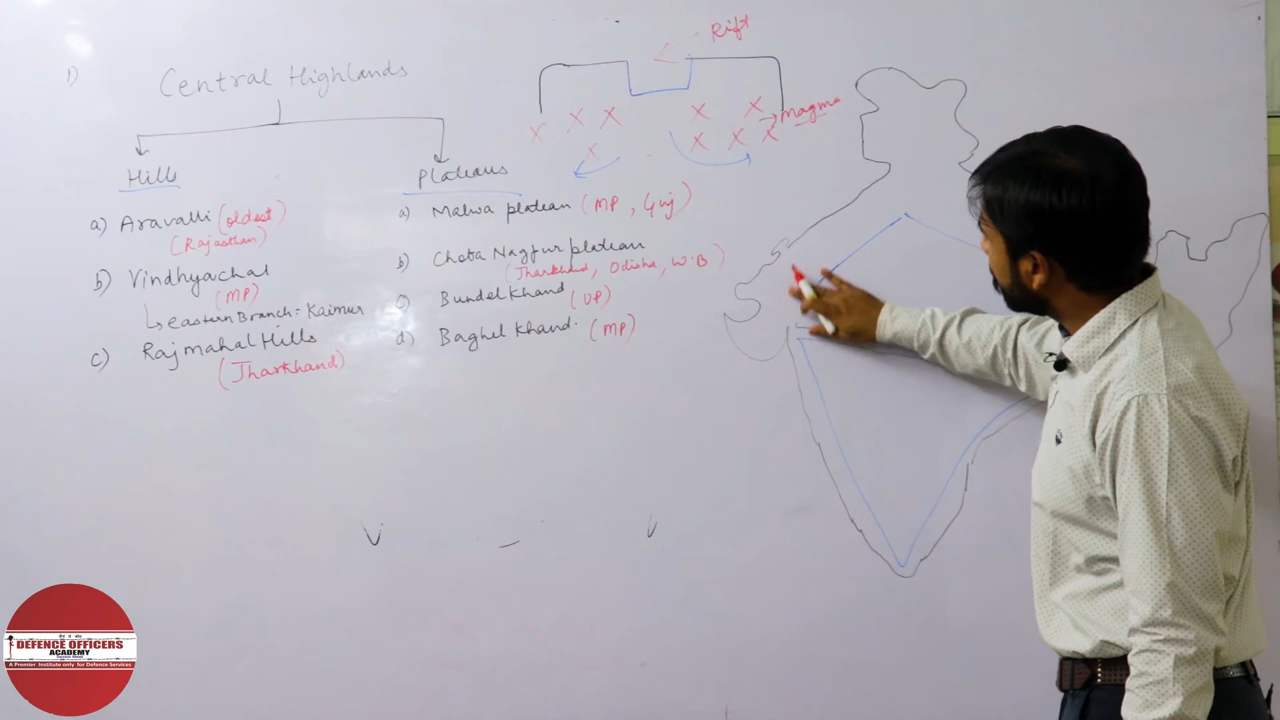 1)
Central Highlands
Hills
a) Aravalli (oldest)
(Rajasthan)
b) Vindhyachal
(MP)
eastern Branch = Kaimur
c) Rajmahal Hills
(Jharkhand)
Plateaus
a) Malwa plateau (MP, Guj)
b) Chota Nagpur plateau
(Jharkhand, Odisha, W.B)
c) Bundel Khand (UP)
d) Baghel Khand. (MP)
Rift
Magma
DEFENCE OFFICERS
ACADEMY
A Premier Institute only for Defence Services